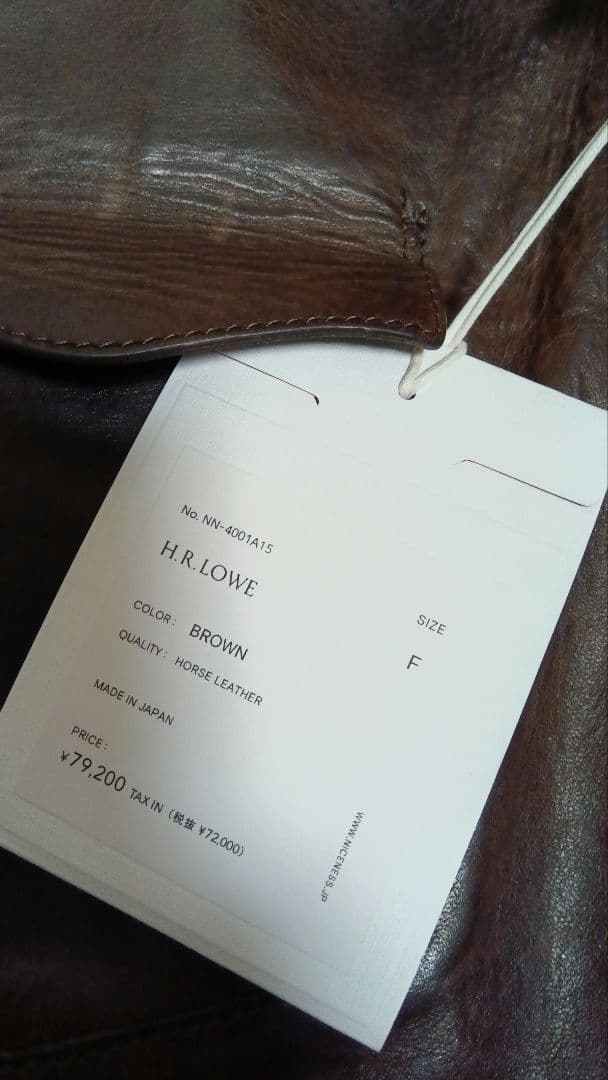 No. NN-4001A15
H.R.LOWE
SIZE
COLOR : BROWN
F
QUALITY : HORSE LEATHER
MADE IN JAPAN
PRICE :
¥79,200 TAX IN (税抜 ¥72,000)
WWW.NICENESS.JP